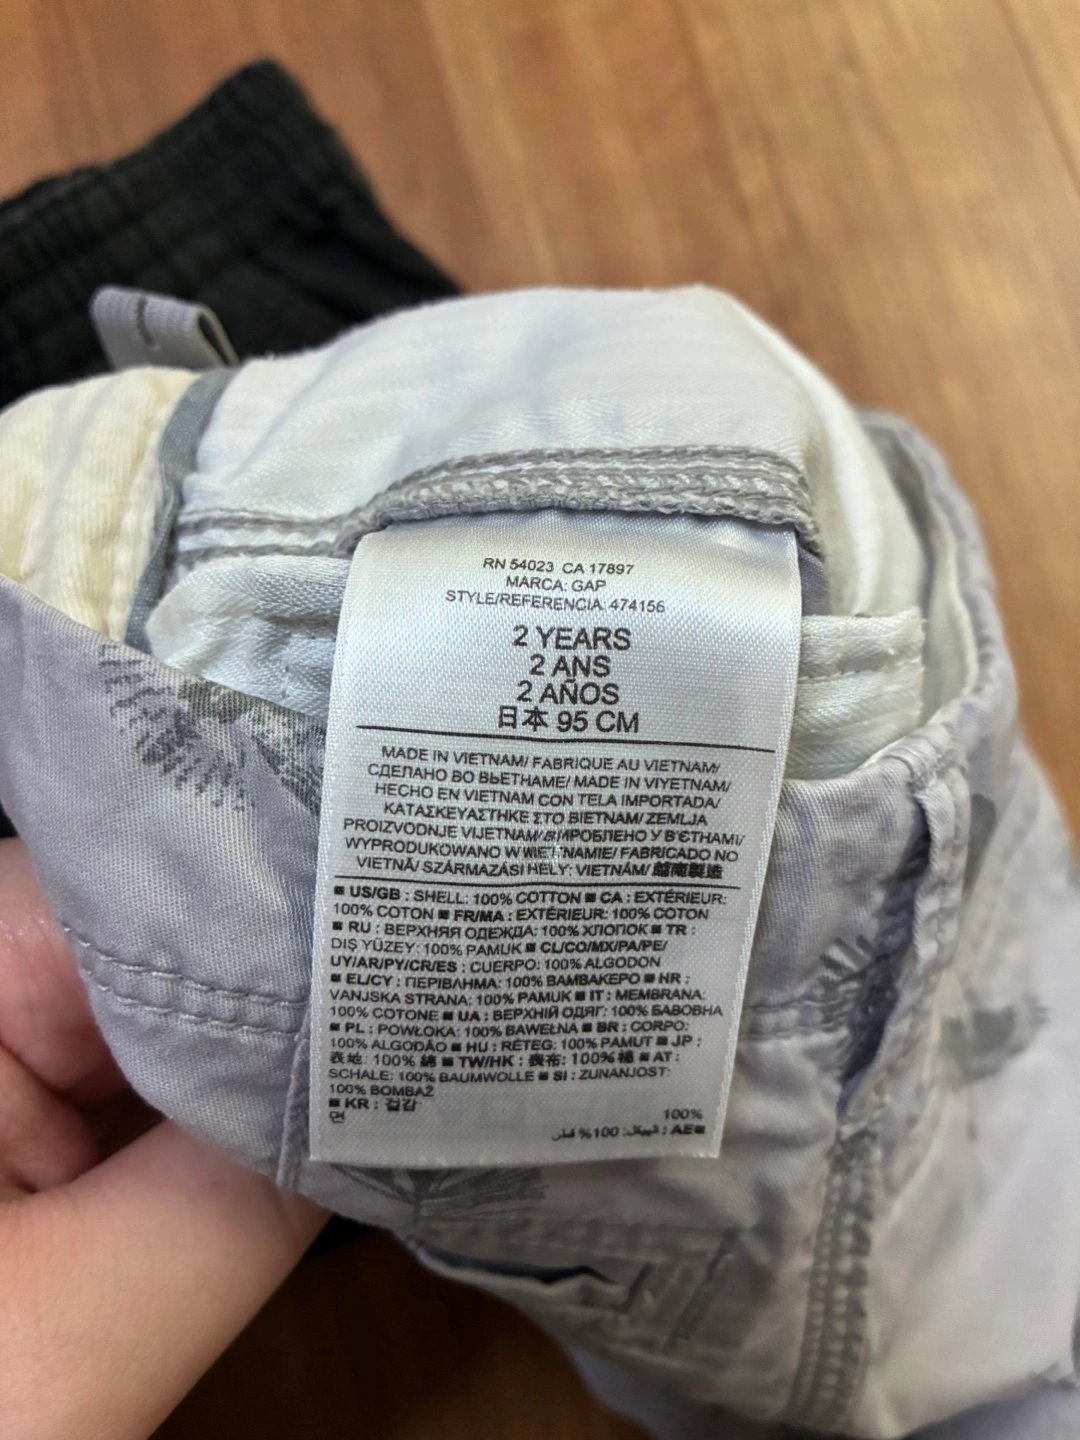 RN 54023 CA 17897
MARCA: GAP
STYLE/REFERENCIA: 474156
2 YEARS
2 ANS
2 AÑOS
日本 95 CM
MADE IN VIETNAM/ FABRIQUE AU VIETNAM/
СДЕЛАНО ВО ВЬЕТНАМЕ/ MADE IN VIYETNAM/
HECHO EN VIETNAM CON TELA IMPORTADA/
ΚΑΤΑΣΚΕΥΑΣΤΗΚΕ ΣΤΟ ΒΙΕΤΝΑΜ/ ZEMLJA
PROIZVODNJE VIJETNAM/ ВИРОБЛЕНО У В'ЄТНАМІ/
WYPRODUKOWANO W WIETNAMIE/ FABRICADO NO
VIETNÃ/ SZÁRMAZÁSI HELY: VIETNÁM/ 越南製造
■ US/GB : SHELL: 100% COTTON ■ CA : EXTÉRIEUR:
100% COTON ■ FR/MA : EXTÉRIEUR: 100% COTON
■ RU : ВЕРХНЯЯ ОДЕЖДА: 100% ХЛОПОК ■ TR :
DIŞ YÜZEY: 100% PAMUK ■ CL/CO/MX/PA/PE/
UY/AR/PY/CR/ES : CUERPO: 100% ALGODON
■ EL/CY : ΠΕΡΙΒΛΗΜΑ: 100% ΒΑΜΒΑΚΕΡΟ ■ HR :
VANJSKA STRANA: 100% PAMUK ■ IT : MEMBRANA:
100% COTONE ■ UA : ВЕРХНІЙ ОДЯГ: 100% БАВОВНА
■ PL : POWŁOKA: 100% BAWEŁNA ■ BR : CORPO:
100% ALGODÃO ■ HU : RÉTEG: 100% PAMUT ■ JP :
表地: 100% 綿 ■ TW/HK : 表布: 100% 棉 ■ AT :
SCHALE: 100% BAUMWOLLE ■ SI : ZUNANJOST:
100% BOMBAŽ
■ KR : 겉감: 100%
면
■AE : الهيكل: 100% قطن